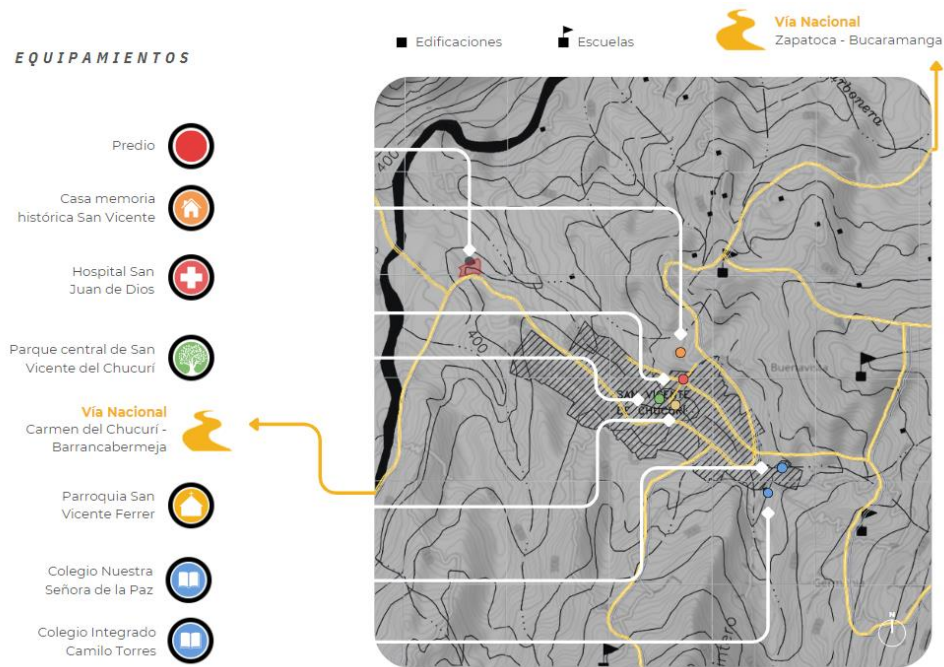 EQUIPAMIENTOS
Edificaciones
Escuelas
Vía Nacional
Zapatoca - Bucaramanga
Predio
Casa memoria
histórica San Vicente
Hospital San
Juan de Dios
Parque central de San
Vicente del Chucurí
Vía Nacional
Carmen del Chucurí -
Barrancabermeja
Parroquia San
Vicente Ferrer
Colegio Nuestra
Señora de la Paz
Colegio Integrado
Camilo Torres
400
400
SAN VICENTE
Buenavista
N